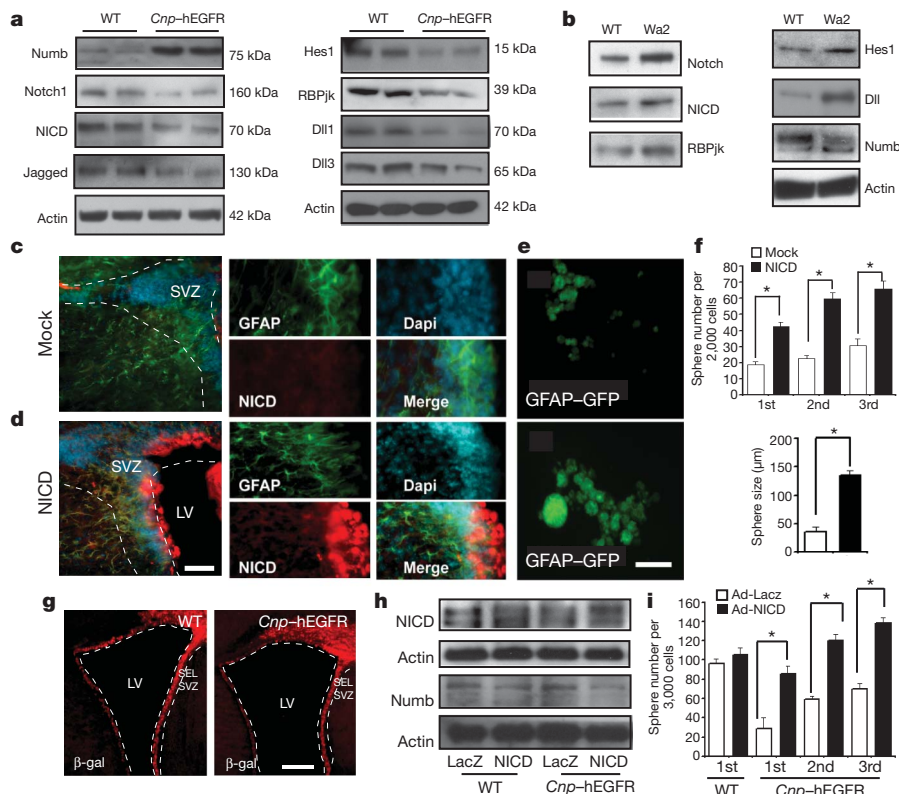 a
WT Cnp–hEGFR
Numb 75 kDa
Notch1 160 kDa
NICD 70 kDa
Jagged 130 kDa
Actin 42 kDa
WT Cnp–hEGFR
Hes1 15 kDa
RBPjk 39 kDa
Dll1 70 kDa
Dll3 65 kDa
Actin 42 kDa
b
WT Wa2
Notch
NICD
RBPjk
WT Wa2
Hes1
Dll
Numb
Actin
c
Mock
SVZ
GFAP Dapi
NICD Merge
d
NICD
SVZ
LV
GFAP Dapi
NICD Merge
e
GFAP–GFP
GFAP–GFP
f
Mock
NICD
Sphere number per
2,000 cells
80
70
60
50
40
30
20
10
0
* * *
1st 2nd 3rd
Sphere size (µm)
200
150
100
50
0
*
g
WT
LV
SEL
SVZ
β-gal
Cnp–hEGFR
LV
SEL
SVZ
β-gal
h
NICD
Actin
Numb
Actin
LacZ NICD LacZ NICD
WT Cnp–hEGFR
i
Ad-Lacz
Ad-NICD
Sphere number per
3,000 cells
160
140
120
100
80
60
40
20
0
* * *
1st 1st 2nd 3rd
WT Cnp–hEGFR